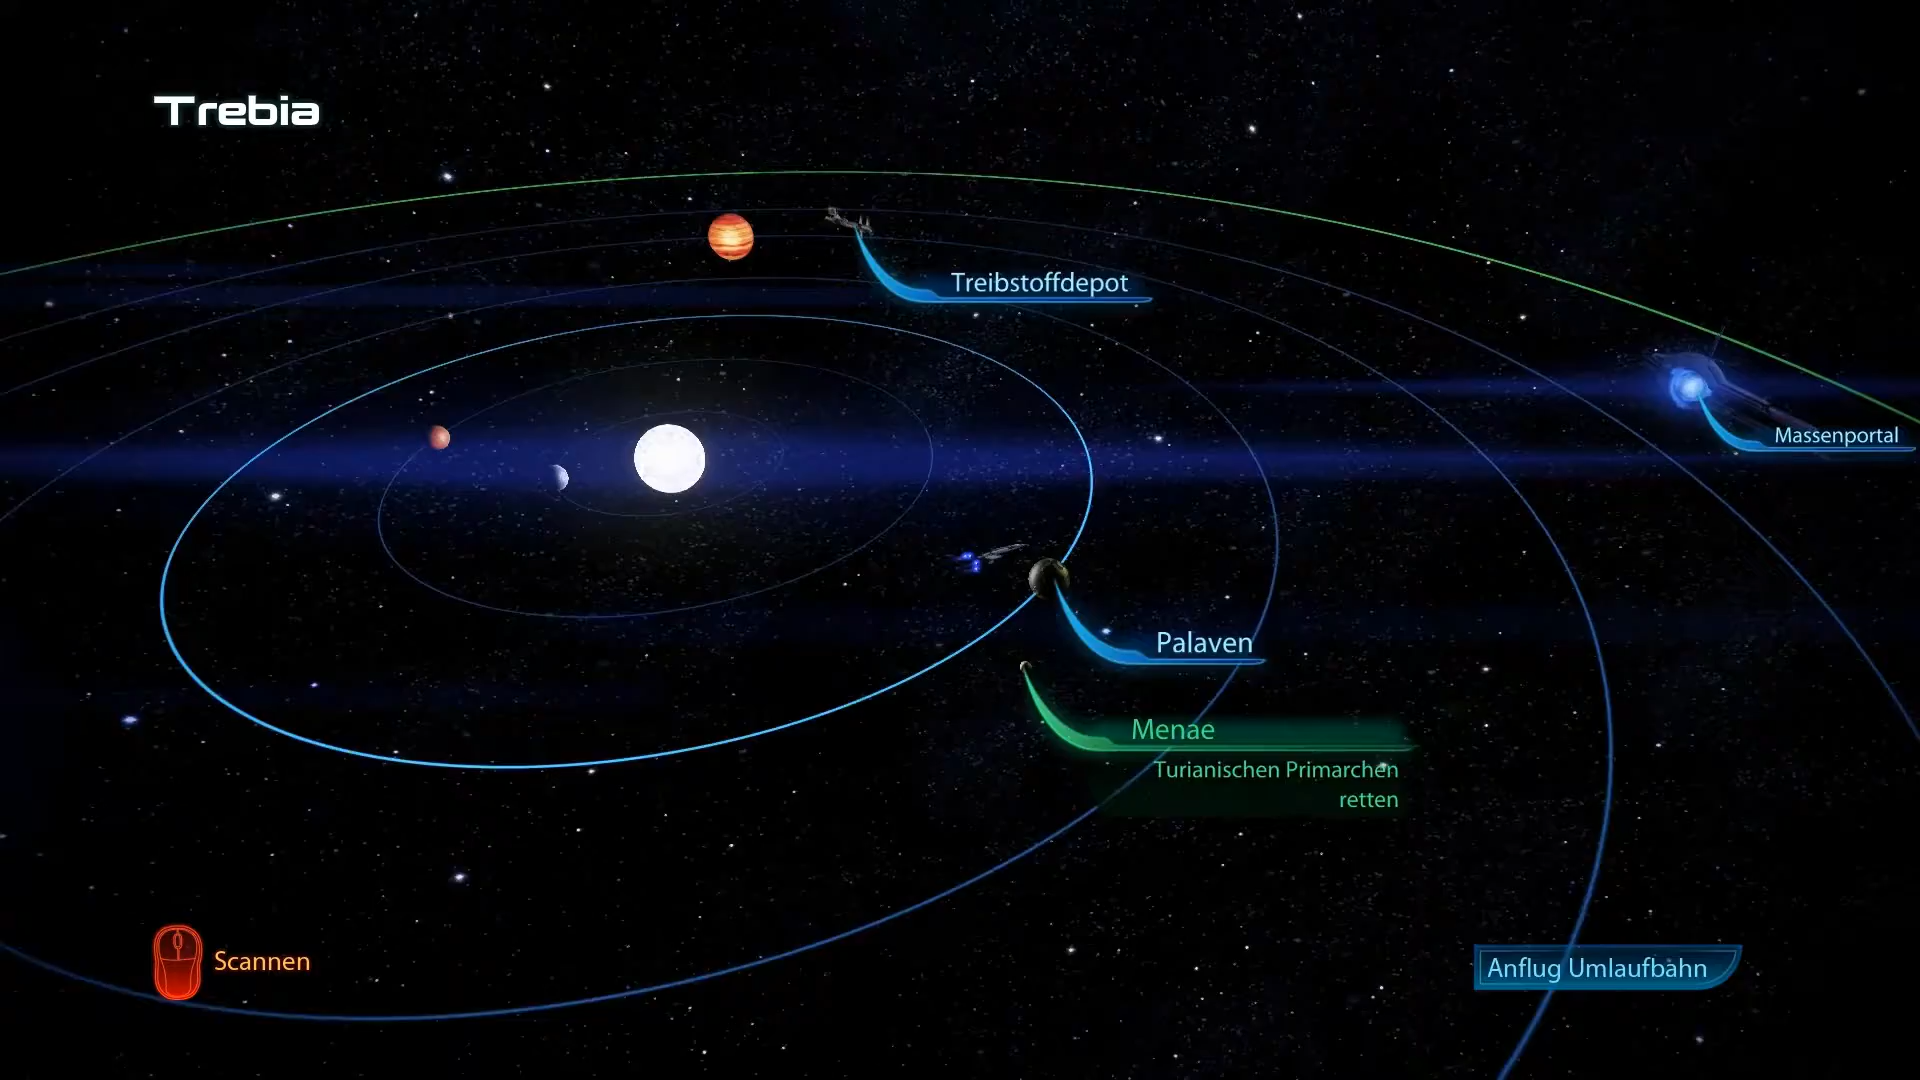 Trebia
Treibstoffdepot
Massenportal
Palaven
Menae
Turianischen Primarchen
retten
Scannen
Anflug Umlaufbahn